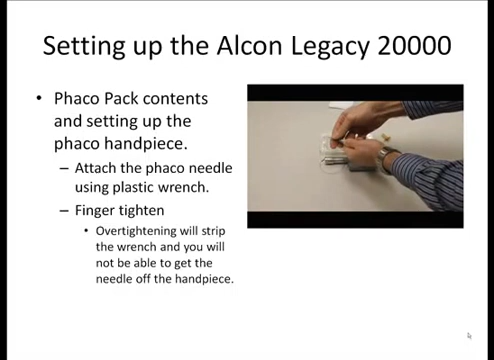 Setting up the Alcon Legacy 20000
• Phaco Pack contents
and setting up the
phaco handpiece.
– Attach the phaco needle
using plastic wrench.
– Finger tighten
• Overtightening will strip
the wrench and you will
not be able to get the
needle off the handpiece.